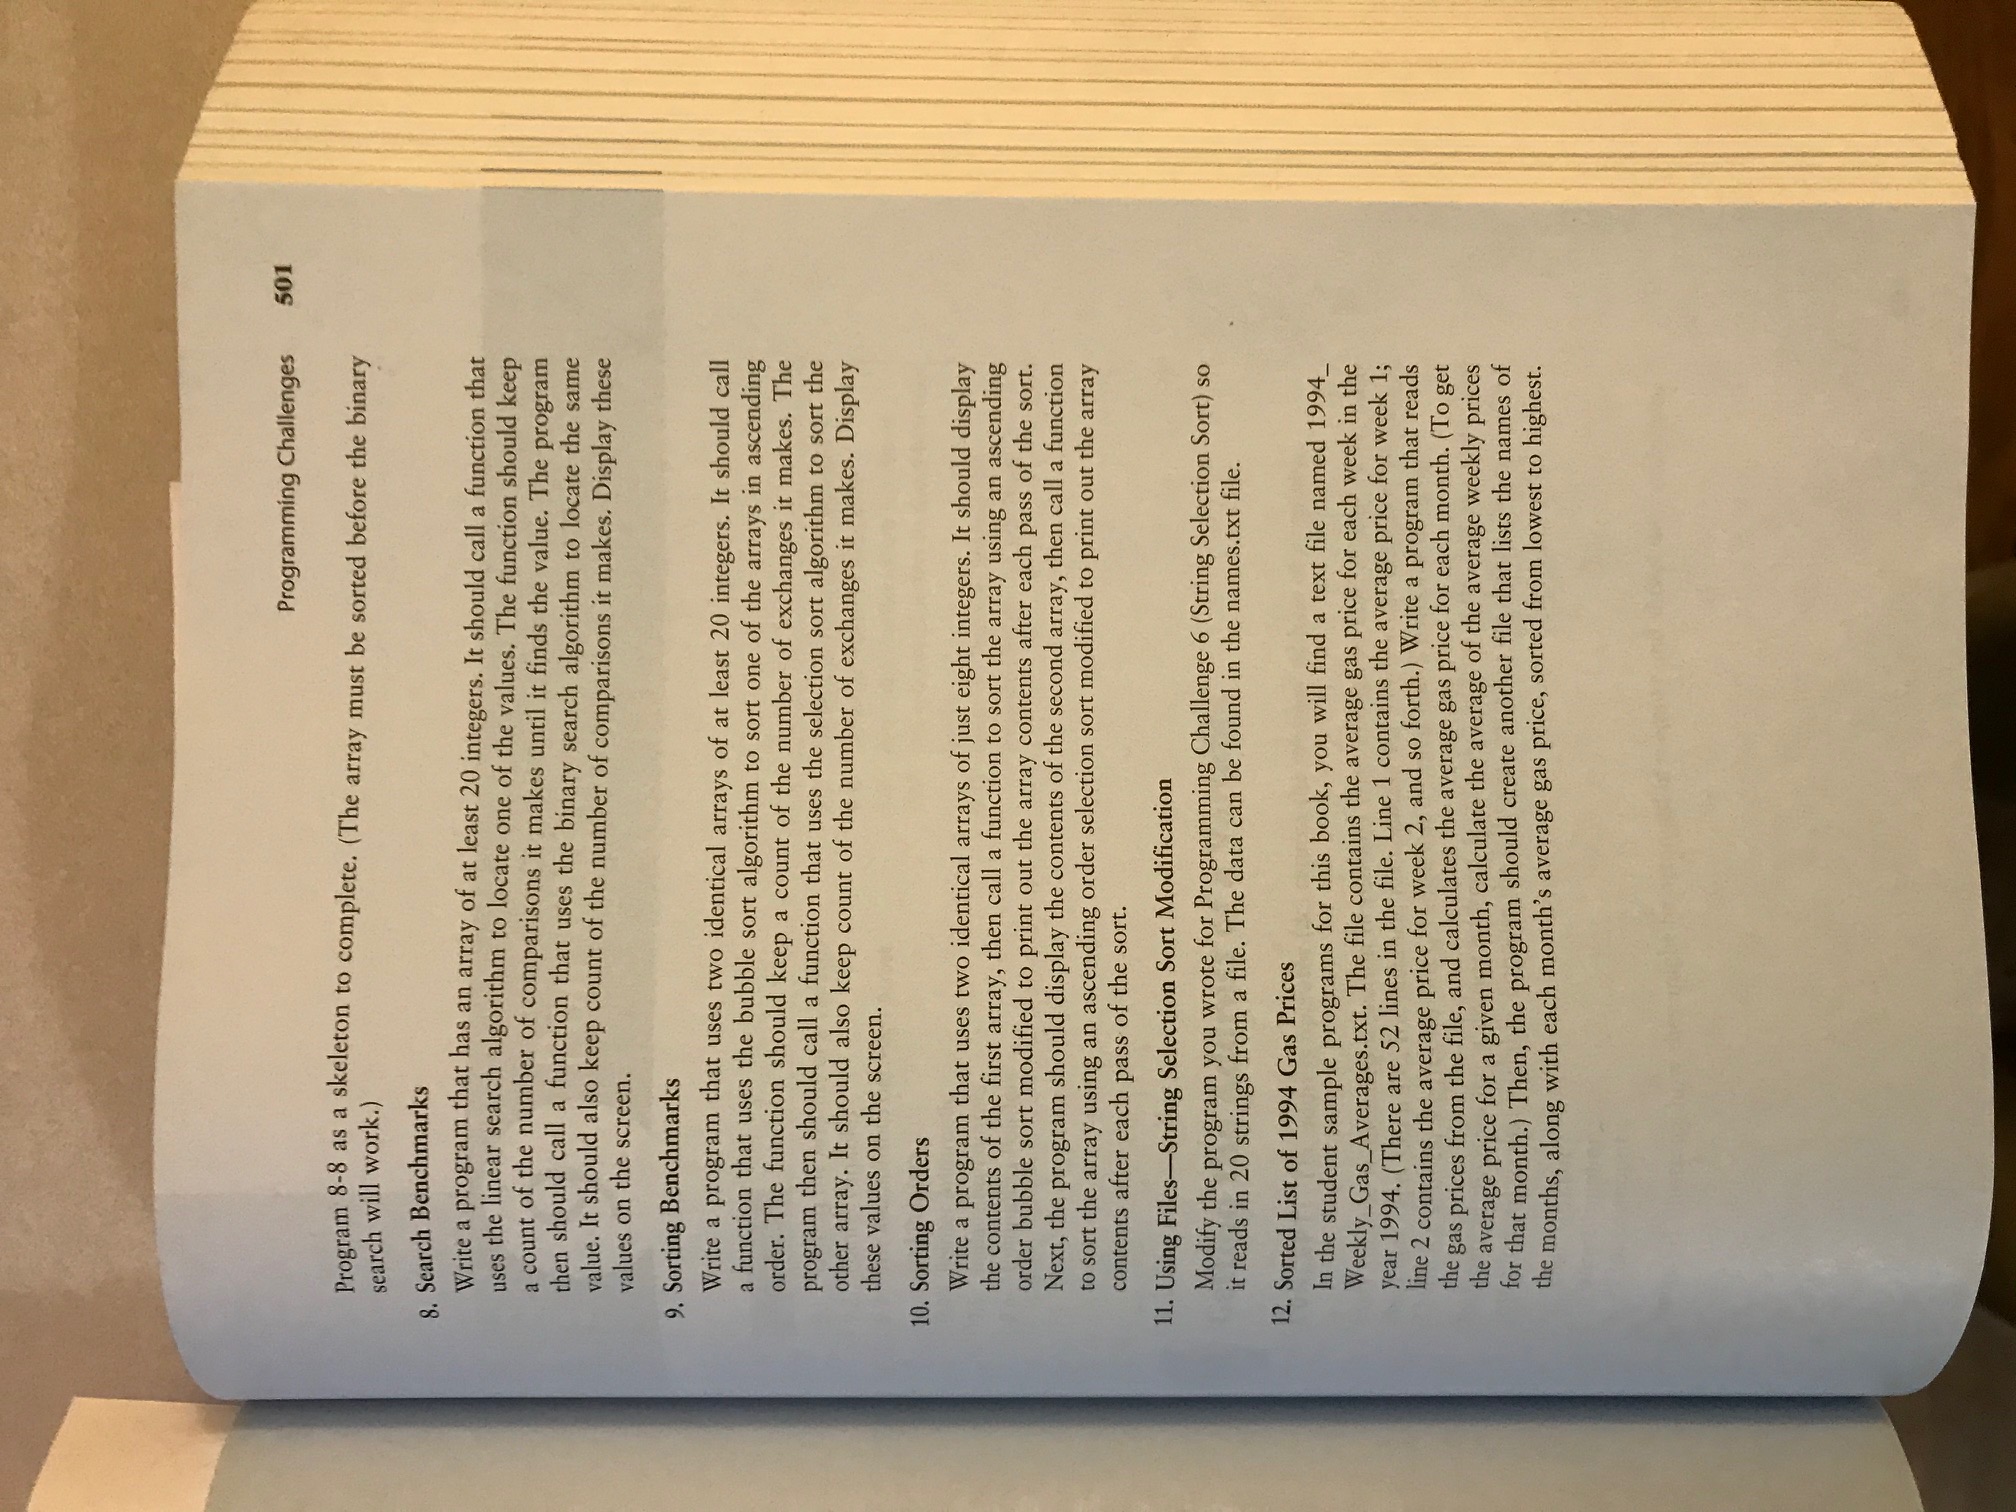 Programming Challenges 501
Program 8-8 as a skeleton to complete. (The array must be sorted before the binary
search will work.)
8. Search Benchmarks
Write a program that has an array of at least 20 integers. It should call a function that
uses the linear search algorithm to locate one of the values. The function should keep
a count of the number of comparisons it makes until it finds the value. The program
then should call a function that uses the binary search algorithm to locate the same
value. It should also keep count of the number of comparisons it makes. Display these
values on the screen.
9. Sorting Benchmarks
Write a program that uses two identical arrays of at least 20 integers. It should call
a function that uses the bubble sort algorithm to sort one of the arrays in ascending
order. The function should keep a count of the number of exchanges it makes. The
program then should call a function that uses the selection sort algorithm to sort the
other array. It should also keep count of the number of exchanges it makes. Display
these values on the screen.
10. Sorting Orders
Write a program that uses two identical arrays of just eight integers. It should display
the contents of the first array, then call a function to sort the array using an ascending
order bubble sort modified to print out the array contents after each pass of the sort.
Next, the program should display the contents of the second array, then call a function
to sort the array using an ascending order selection sort modified to print out the array
contents after each pass of the sort.
11. Using Files—String Selection Sort Modification
Modify the program you wrote for Programming Challenge 6 (String Selection Sort) so
it reads in 20 strings from a file. The data can be found in the names.txt file.
12. Sorted List of 1994 Gas Prices
In the student sample programs for this book, you will find a text file named 1994_
Weekly_Gas_Averages.txt. The file contains the average gas price for each week in the
year 1994. (There are 52 lines in the file. Line 1 contains the average price for week 1;
line 2 contains the average price for week 2, and so forth.) Write a program that reads
the gas prices from the file, and calculates the average gas price for each month. (To get
the average price for a given month, calculate the average of the average weekly prices
for that month.) Then, the program should create another file that lists the names of
the months, along with each month's average gas price, sorted from lowest to highest.